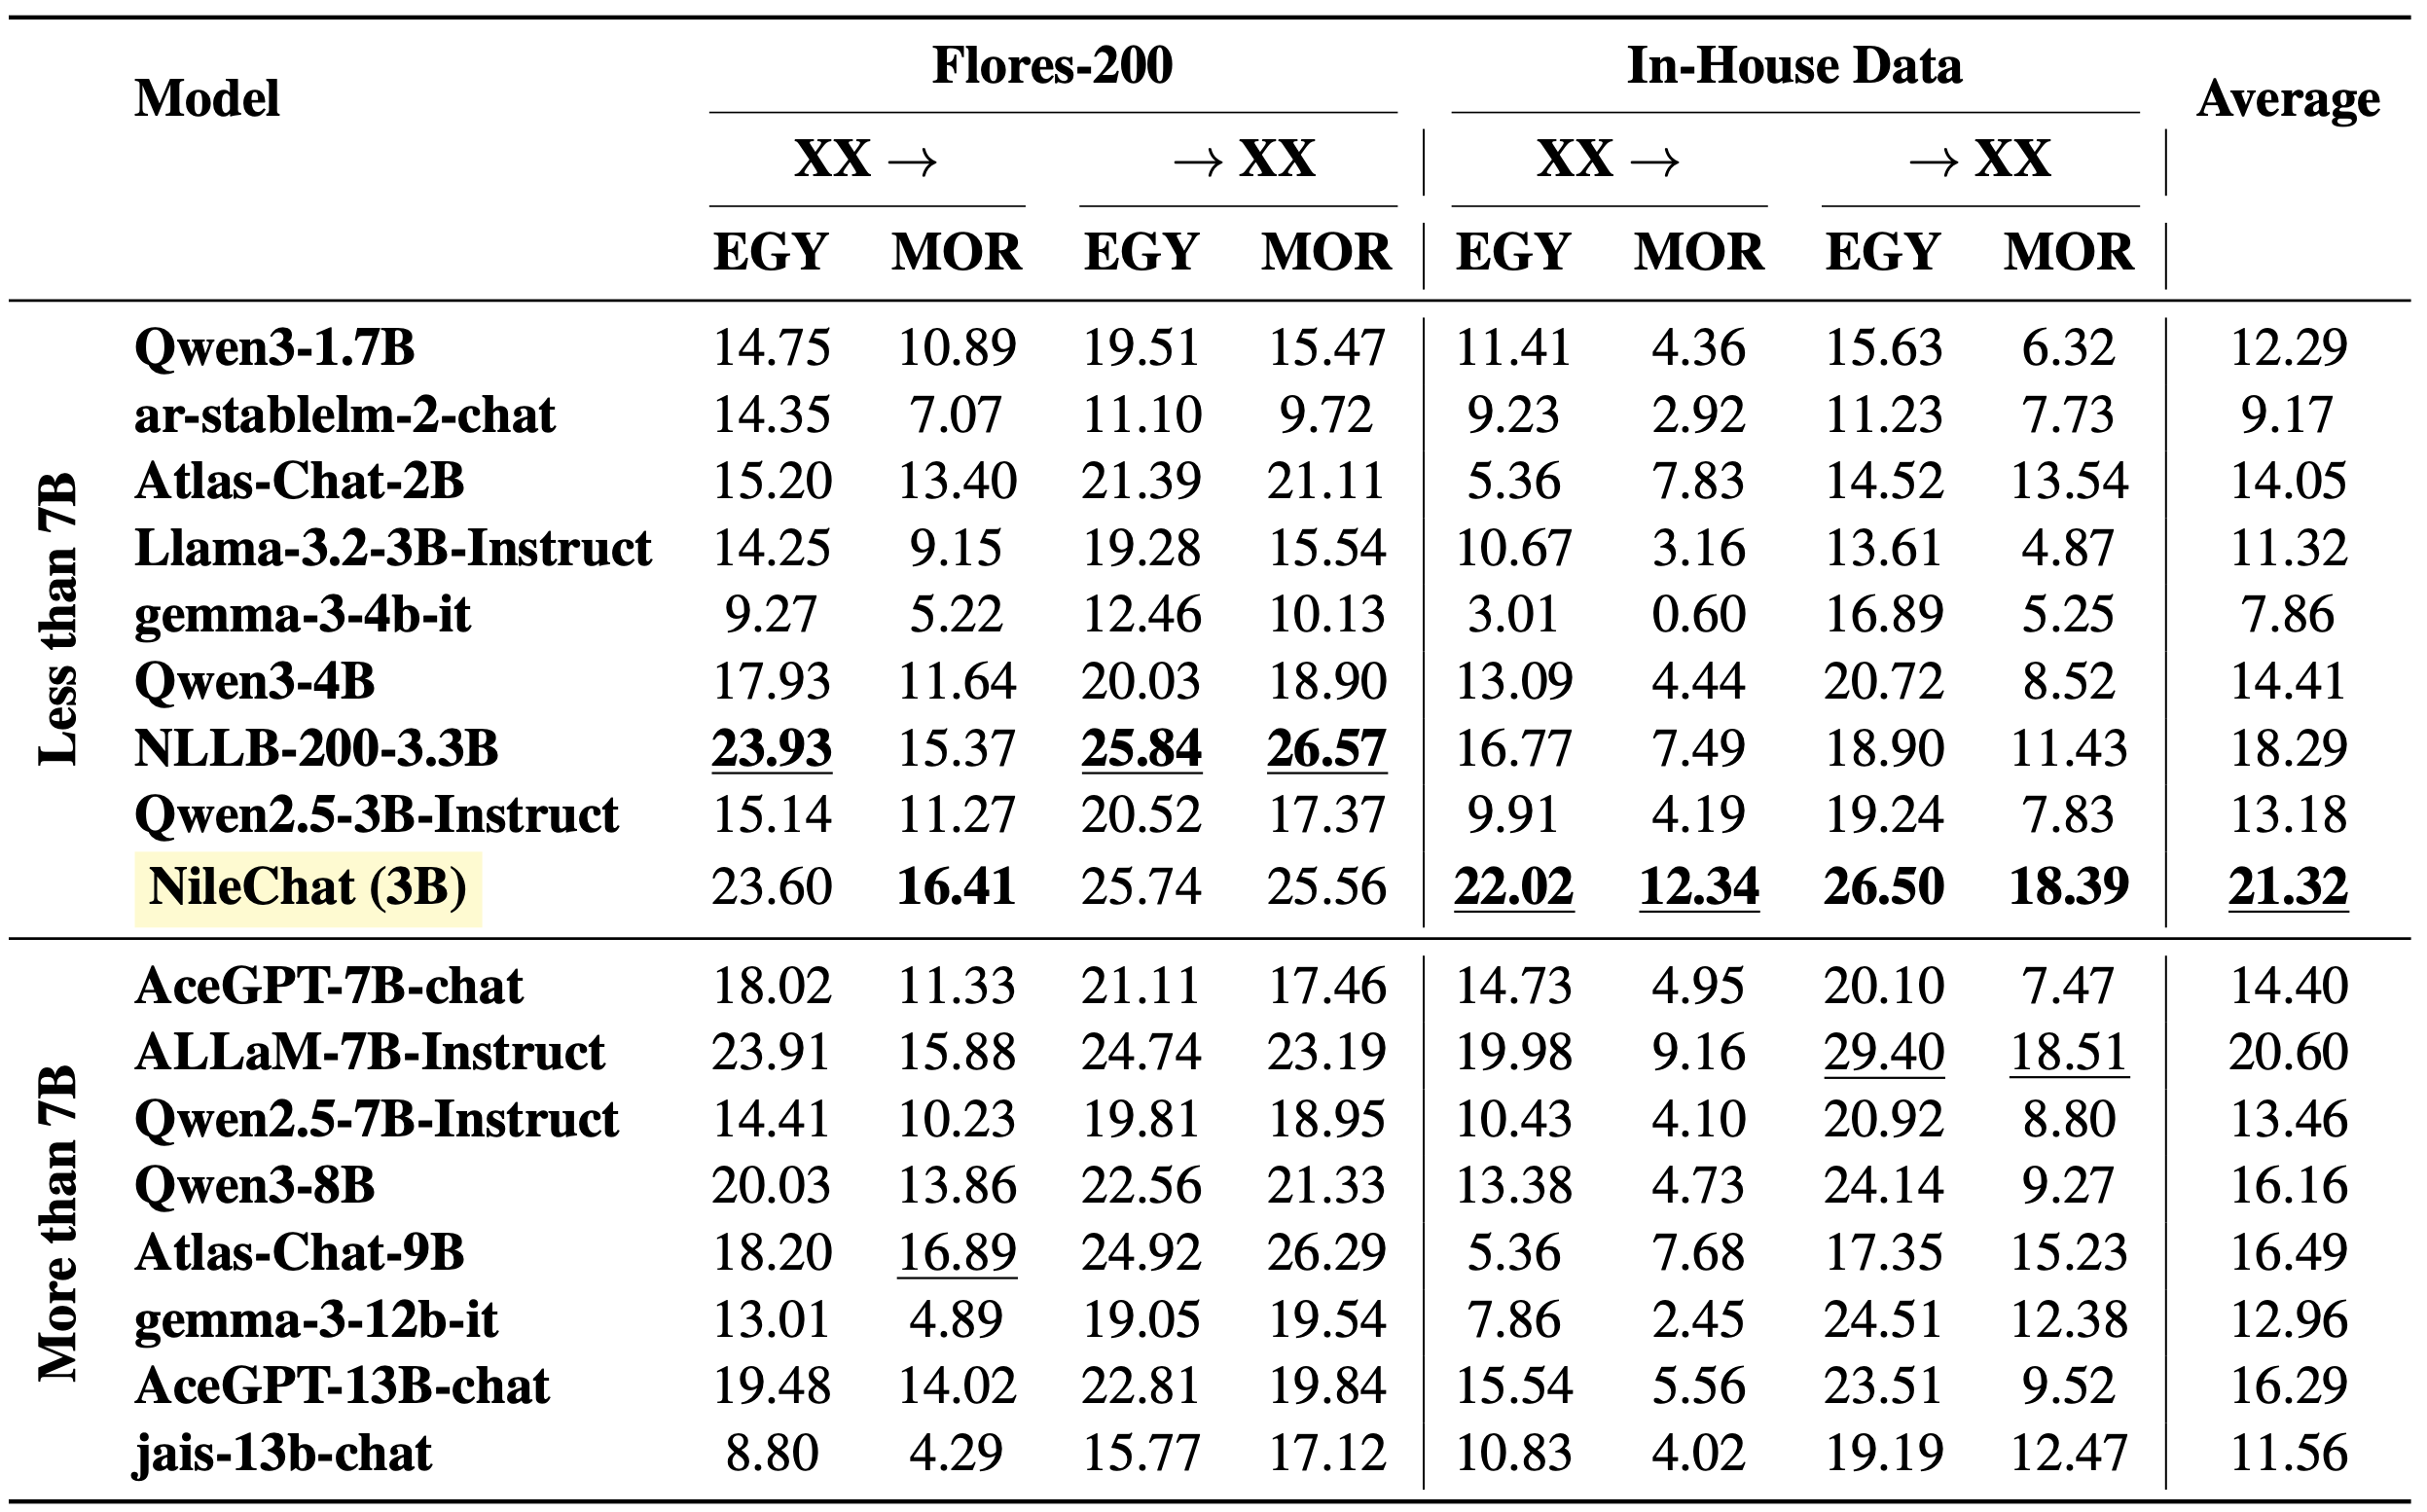 Flores-200 In-House Data
Model Average
XX → → XX XX → → XX
EGY MOR EGY MOR EGY MOR EGY MOR
Less than 7B
Qwen3-1.7B 14.75 10.89 19.51 15.47 11.41 4.36 15.63 6.32 12.29
ar-stablelm-2-chat 14.35 7.07 11.10 9.72 9.23 2.92 11.23 7.73 9.17
Atlas-Chat-2B 15.20 13.40 21.39 21.11 5.36 7.83 14.52 13.54 14.05
Llama-3.2-3B-Instruct 14.25 9.15 19.28 15.54 10.67 3.16 13.61 4.87 11.32
gemma-3-4b-it 9.27 5.22 12.46 10.13 3.01 0.60 16.89 5.25 7.86
Qwen3-4B 17.93 11.64 20.03 18.90 13.09 4.44 20.72 8.52 14.41
NLLB-200-3.3B 23.93 15.37 25.84 26.57 16.77 7.49 18.90 11.43 18.29
Qwen2.5-3B-Instruct 15.14 11.27 20.52 17.37 9.91 4.19 19.24 7.83 13.18
NileChat (3B) 23.60 16.41 25.74 25.56 22.02 12.34 26.50 18.39 21.32
More than 7B
AceGPT-7B-chat 18.02 11.33 21.11 17.46 14.73 4.95 20.10 7.47 14.40
ALLaM-7B-Instruct 23.91 15.88 24.74 23.19 19.98 9.16 29.40 18.51 20.60
Qwen2.5-7B-Instruct 14.41 10.23 19.81 18.95 10.43 4.10 20.92 8.80 13.46
Qwen3-8B 20.03 13.86 22.56 21.33 13.38 4.73 24.14 9.27 16.16
Atlas-Chat-9B 18.20 16.89 24.92 26.29 5.36 7.68 17.35 15.23 16.49
gemma-3-12b-it 13.01 4.89 19.05 19.54 7.86 2.45 24.51 12.38 12.96
AceGPT-13B-chat 19.48 14.02 22.81 19.84 15.54 5.56 23.51 9.52 16.29
jais-13b-chat 8.80 4.29 15.77 17.12 10.83 4.02 19.19 12.47 11.56